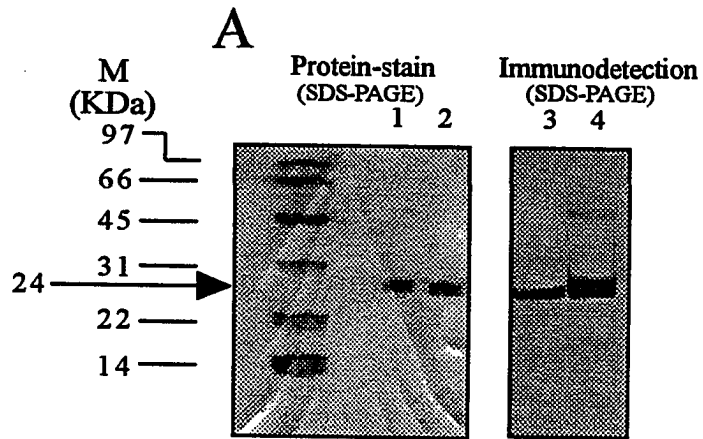 A
M
(KDa)
Protein-stain
(SDS-PAGE)
1 2
Immunodetection
(SDS-PAGE)
3 4
97
66
45
31
24
22
14